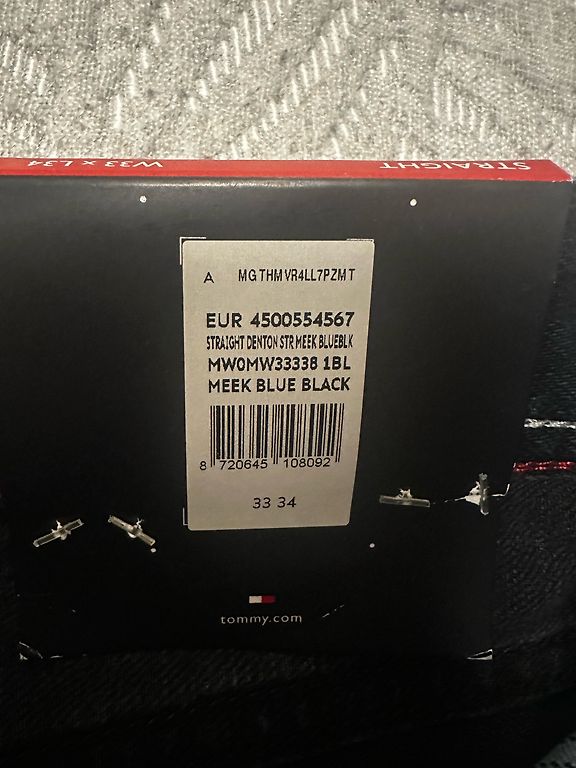 W33 x L34 STRAIGHT
A MG THM VR4LL7PZM T
EUR 4500554567
STRAIGHT DENTON STR MEEK BLUEBLK
MW0MW33338 1BL
MEEK BLUE BLACK
8 720645 108092
33 34
tommy.com